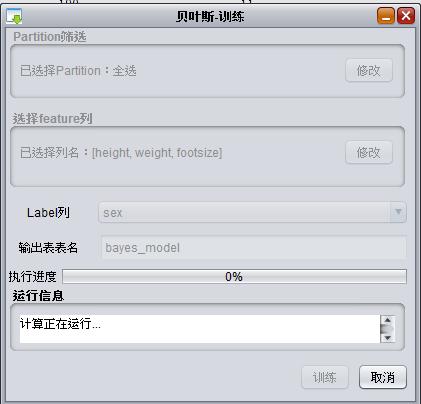 贝叶斯-训练
Partition筛选
已选择Partition：全选
修改
选择feature列
已选择列名：[height, weight, footsize]
修改
Label列
sex
输出表表名
bayes_model
执行进度
0%
运行信息
计算正在运行...
训练
取消